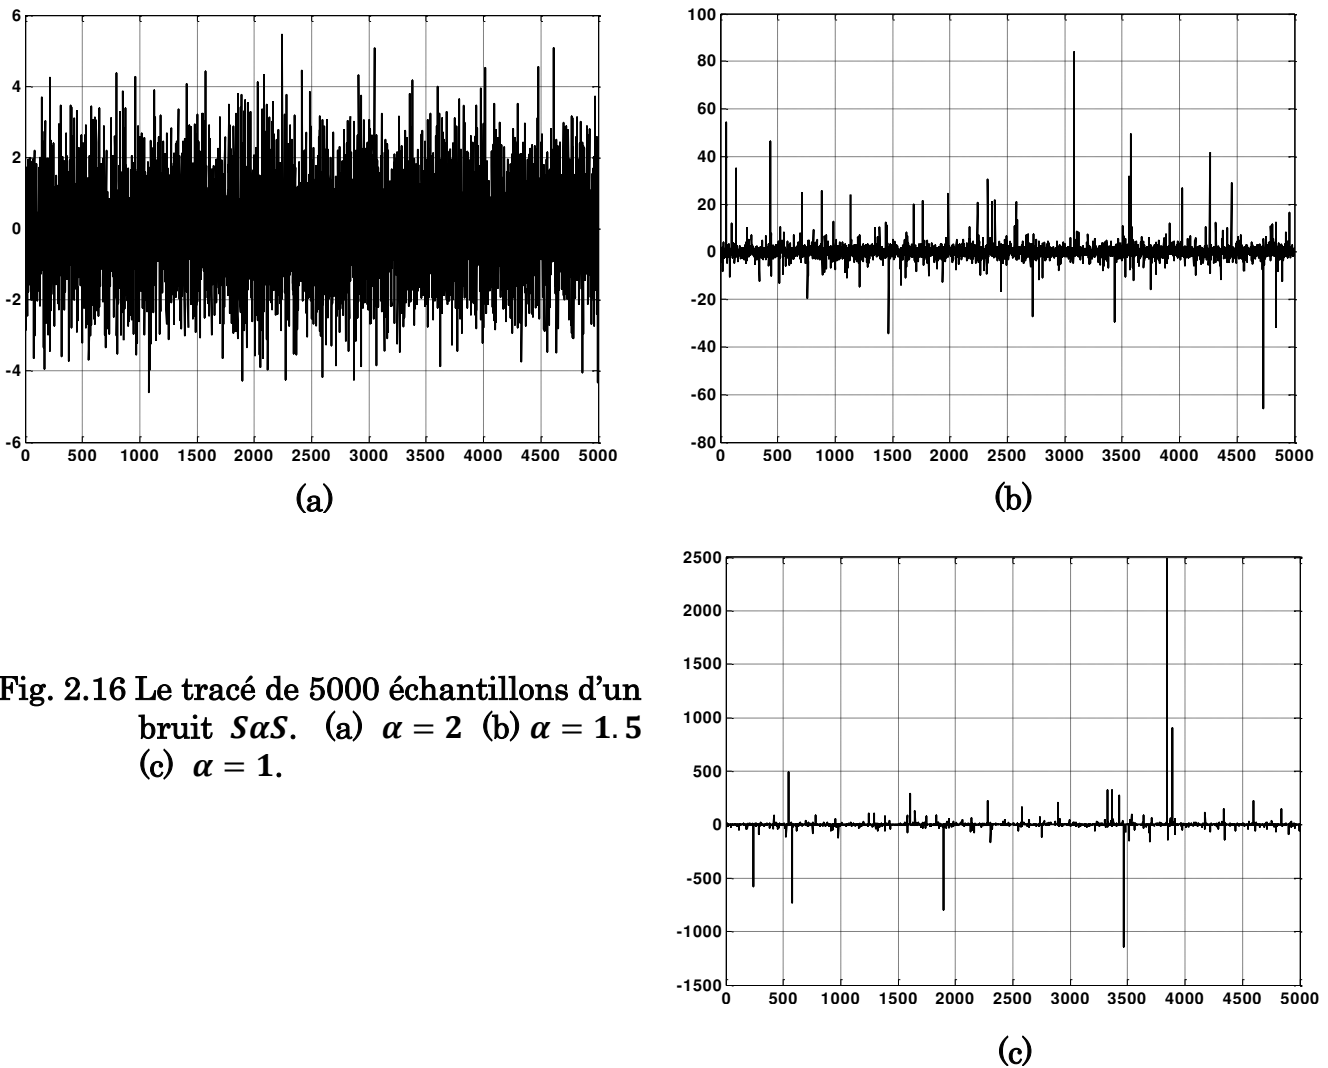 6
4
2
0
-2
-4
-6
0 500 1000 1500 2000 2500 3000 3500 4000 4500 5000
(a)
100
80
60
40
20
0
-20
-40
-60
-80
0 500 1000 1500 2000 2500 3000 3500 4000 4500 5000
(b)
Fig. 2.16 Le tracé de 5000 échantillons d'un
bruit SαS. (a) α = 2 (b) α = 1.5
(c) α = 1.
2500
2000
1500
1000
500
0
-500
-1000
-1500
0 500 1000 1500 2000 2500 3000 3500 4000 4500 5000
(c)